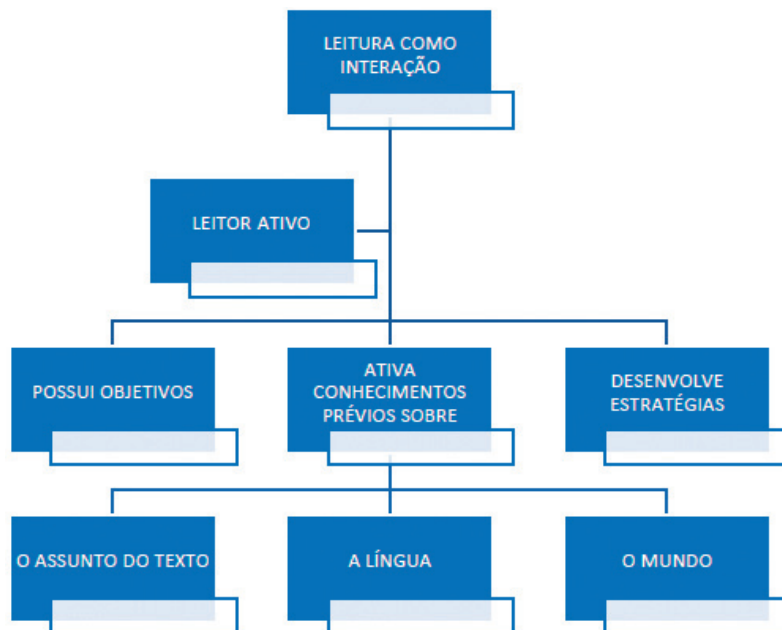 LEITURA COMO
INTERAÇÃO
LEITOR ATIVO
POSSUI OBJETIVOS
ATIVA
CONHECIMENTOS
PRÉVIOS SOBRE
DESENVOLVE
ESTRATÉGIAS
O ASSUNTO DO TEXTO
A LÍNGUA
O MUNDO